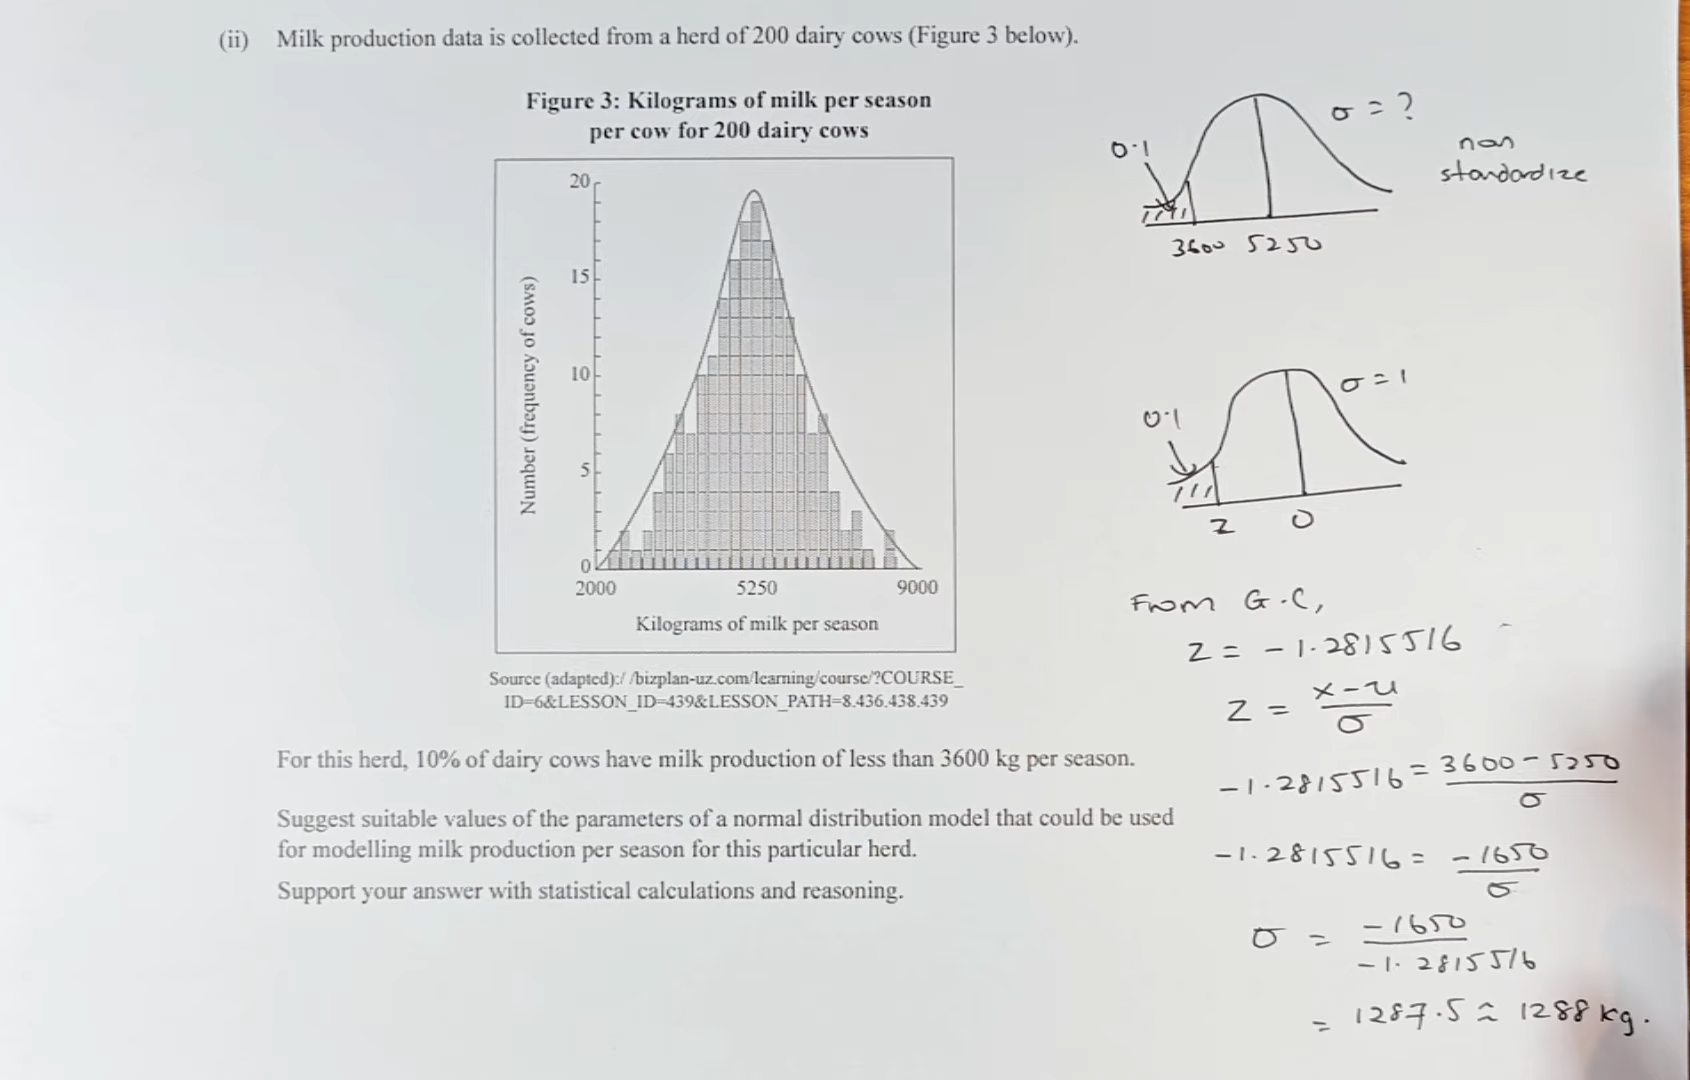 (ii) Milk production data is collected from a herd of 200 dairy cows (Figure 3 below).
Figure 3: Kilograms of milk per season
per cow for 200 dairy cows
Number (frequency of cows)
20
15
10
5
0
2000 5250 9000
Kilograms of milk per season
Source (adapted):/ /bizplan-uz.com/learning/course/?COURSE_
ID=6&LESSON_ID=439&LESSON_PATH=8.436.438.439
For this herd, 10% of dairy cows have milk production of less than 3600 kg per season.
Suggest suitable values of the parameters of a normal distribution model that could be used
for modelling milk production per season for this particular herd.
Support your answer with statistical calculations and reasoning.
σ = ?
0.1
non
standardize
3600 5250
σ = 1
0.1
z 0
From G.C,
z = -1.2815516
z = x-u/σ
-1.2815516 = 3600-5250/σ
-1.2815516 = -1650/σ
σ = -1650/-1.2815516
= 1287.5 ≈ 1288 kg.